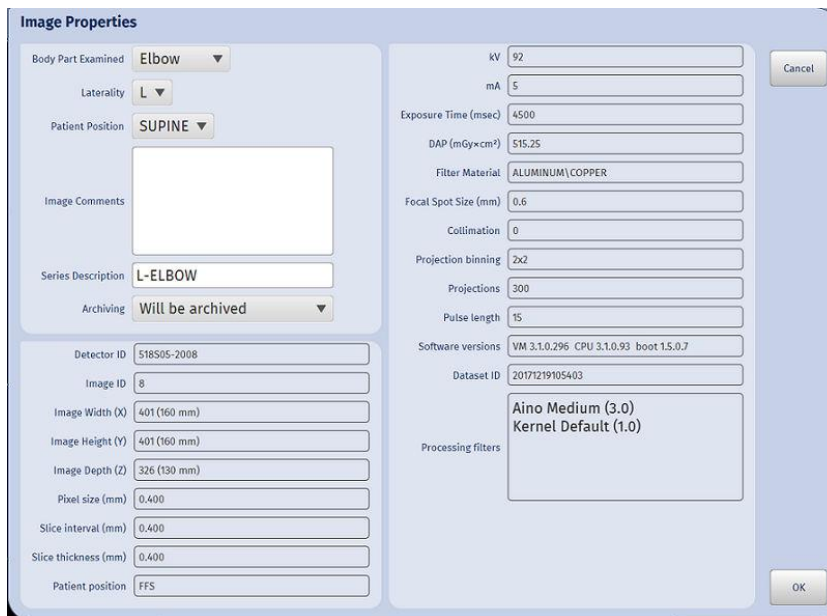 Image Properties
Body Part Examined Elbow
Laterality L
Patient Position SUPINE
Image Comments
Series Description L-ELBOW
Archiving Will be archived
Detector ID 518S05-2008
Image ID 8
Image Width (X) 401 (160 mm)
Image Height (Y) 401 (160 mm)
Image Depth (Z) 326 (130 mm)
Pixel size (mm) 0.400
Slice interval (mm) 0.400
Slice thickness (mm) 0.400
Patient position FFS
kV 92
mA 5
Exposure Time (msec) 4500
DAP (mGy×cm²) 515.25
Filter Material ALUMINUM\COPPER
Focal Spot Size (mm) 0.6
Collimation 0
Projection binning 2x2
Projections 300
Pulse length 15
Software versions VM 3.1.0.296 CPU 3.1.0.93 boot 1.5.0.7
Dataset ID 20171219105403
Processing filters Aino Medium (3.0)
Kernel Default (1.0)
Cancel
OK